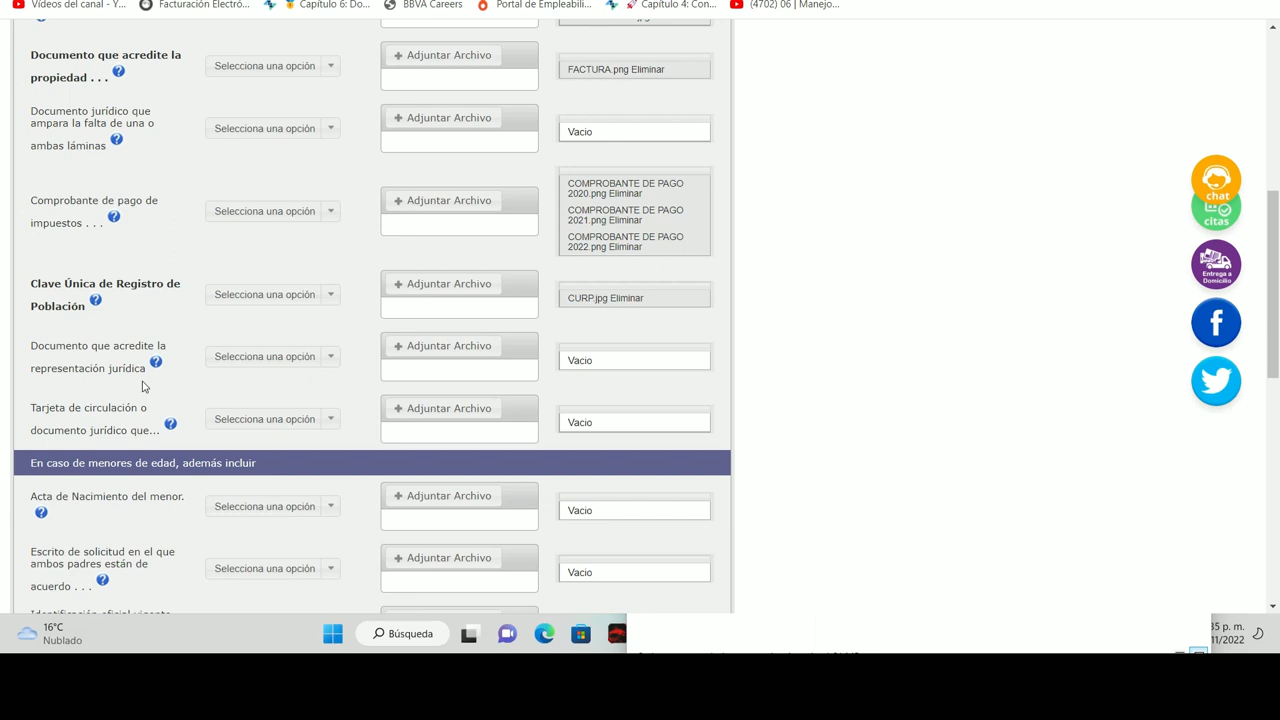 Vídeos del canal - Y...
Facturación Electró...
Capítulo 6: Do...
BBVA Careers
Portal de Empleabili...
Capítulo 4: Con...
(4702) 06 | Manejo...
Documento que acredite la
propiedad . . .
Selecciona una opción
Adjuntar Archivo
FACTURA.png Eliminar
Documento jurídico que
ampara la falta de una o
ambas láminas
Selecciona una opción
Adjuntar Archivo
Vacio
Comprobante de pago de
impuestos . . .
Selecciona una opción
Adjuntar Archivo
COMPROBANTE DE PAGO
2020.png Eliminar
COMPROBANTE DE PAGO
2021.png Eliminar
COMPROBANTE DE PAGO
2022.png Eliminar
Clave Única de Registro de
Población
Selecciona una opción
Adjuntar Archivo
CURP.jpg Eliminar
Documento que acredite la
representación jurídica
Selecciona una opción
Adjuntar Archivo
Vacio
Tarjeta de circulación o
documento jurídico que...
Selecciona una opción
Adjuntar Archivo
Vacio
En caso de menores de edad, además incluir
Acta de Nacimiento del menor.
Selecciona una opción
Adjuntar Archivo
Vacio
Escrito de solicitud en el que
ambos padres están de
acuerdo . . .
Selecciona una opción
Adjuntar Archivo
Vacio
chat
citas
Entrega a
Domicilio
16°C
Nublado
Búsqueda
35 p. m.
11/2022